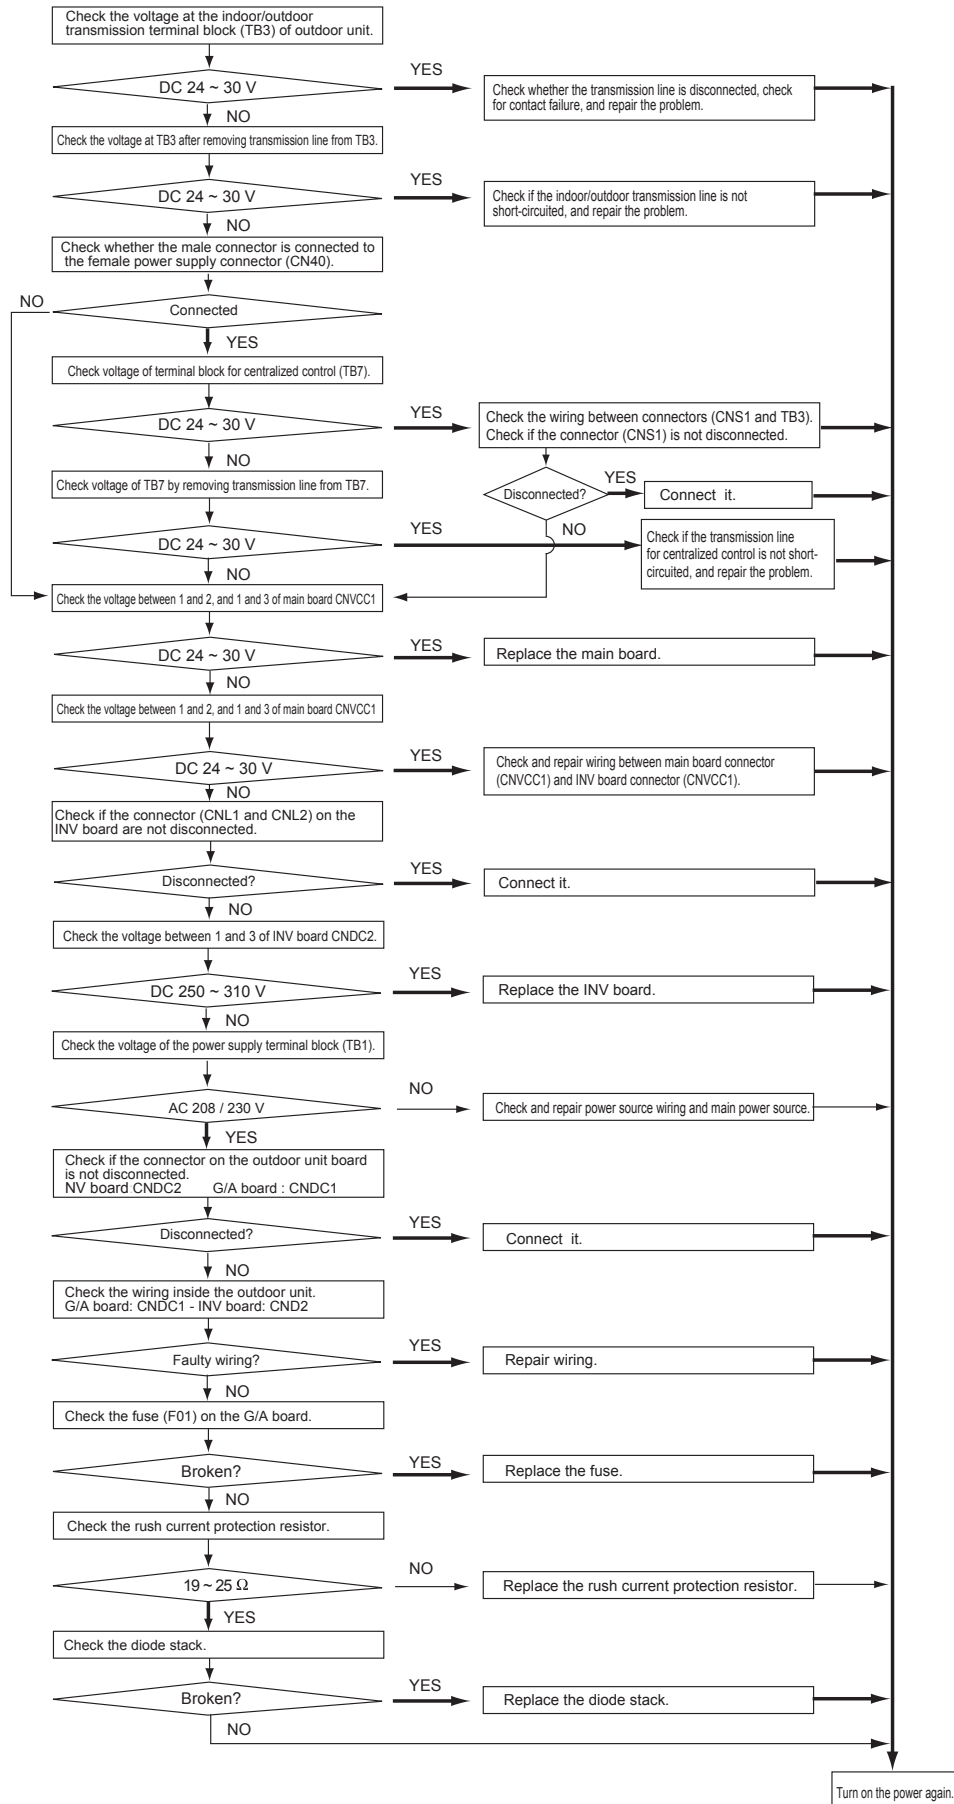 Check the voltage at the indoor/outdoor
transmission terminal block (TB3) of outdoor unit.
DC 24 ~ 30 V
YES
Check whether the transmission line is disconnected, check
for contact failure, and repair the problem.
NO
Check the voltage at TB3 after removing transmission line from TB3.
DC 24 ~ 30 V
YES
Check if the indoor/outdoor transmission line is not
short-circuited, and repair the problem.
NO
Check whether the male connector is connected to
the female power supply connector (CN40).
NO
Connected
YES
Check voltage of terminal block for centralized control (TB7).
DC 24 ~ 30 V
YES
Check the wiring between connectors (CNS1 and TB3).
Check if the connector (CNS1) is not disconnected.
NO
Check voltage of TB7 by removing transmission line from TB7.
Disconnected?
YES
Connect it.
NO
DC 24 ~ 30 V
YES
Check if the transmission line
for centralized control is not short-
circuited, and repair the problem.
NO
Check the voltage between 1 and 2, and 1 and 3 of main board CNVCC1
DC 24 ~ 30 V
YES
Replace the main board.
NO
Check the voltage between 1 and 2, and 1 and 3 of main board CNVCC1
DC 24 ~ 30 V
YES
Check and repair wiring between main board connector
(CNVCC1) and INV board connector (CNVCC1).
NO
Check if the connector (CNL1 and CNL2) on the
INV board are not disconnected.
Disconnected?
YES
Connect it.
NO
Check the voltage between 1 and 3 of INV board CNDC2.
DC 250 ~ 310 V
YES
Replace the INV board.
NO
Check the voltage of the power supply terminal block (TB1).
AC 208 / 230 V
NO
Check and repair power source wiring and main power source.
YES
Check if the connector on the outdoor unit board
is not disconnected.
NV board CNDC2 G/A board : CNDC1
Disconnected?
YES
Connect it.
NO
Check the wiring inside the outdoor unit.
G/A board: CNDC1 - INV board: CND2
Faulty wiring?
YES
Repair wiring.
NO
Check the fuse (F01) on the G/A board.
Broken?
YES
Replace the fuse.
NO
Check the rush current protection resistor.
19 ~ 25 Ω
NO
Replace the rush current protection resistor.
YES
Check the diode stack.
Broken?
YES
Replace the diode stack.
NO
Turn on the power again.